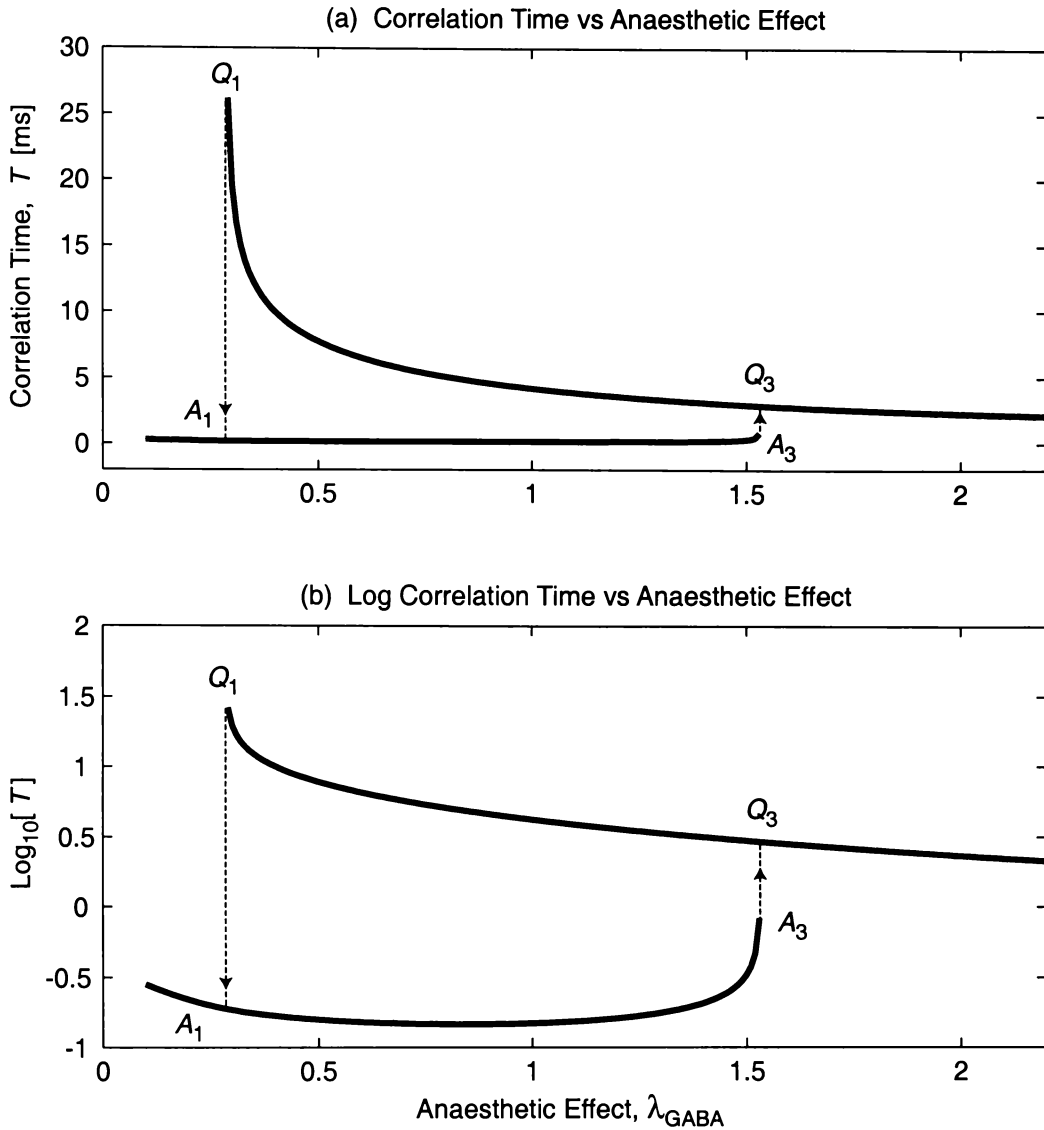 (a) Correlation Time vs Anaesthetic Effect
Correlation Time, T [ms]
30
25
20
15
10
5
0
Q1
A1
Q3
A3
0 0.5 1 1.5 2
(b) Log Correlation Time vs Anaesthetic Effect
Log10[ T ]
2
1.5
1
0.5
0
-0.5
-1
Q1
Q3
A3
A1
0 0.5 1 1.5 2
Anaesthetic Effect, λGABA